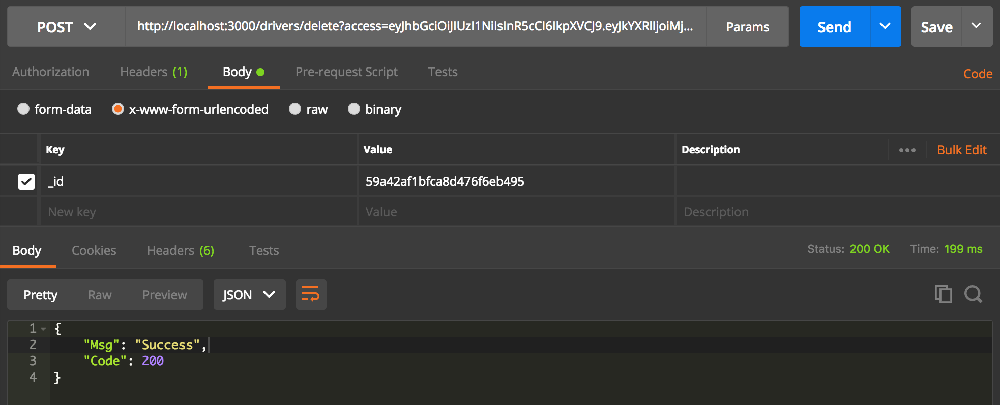 POST http://localhost:3000/drivers/delete?access=eyJhbGciOiJIUzI1NiIsInR5cCI6IkpXVCJ9.eyJkYXRlIjoiMj... Params Send Save
Authorization Headers (1) Body Pre-request Script Tests Code
form-data x-www-form-urlencoded raw binary
Key Value Description ••• Bulk Edit
_id 59a42af1bfca8d476f6eb495
New key Value Description
Body Cookies Headers (6) Tests Status: 200 OK Time: 199 ms
Pretty Raw Preview JSON
1 {
2 "Msg": "Success",
3 "Code": 200
4 }